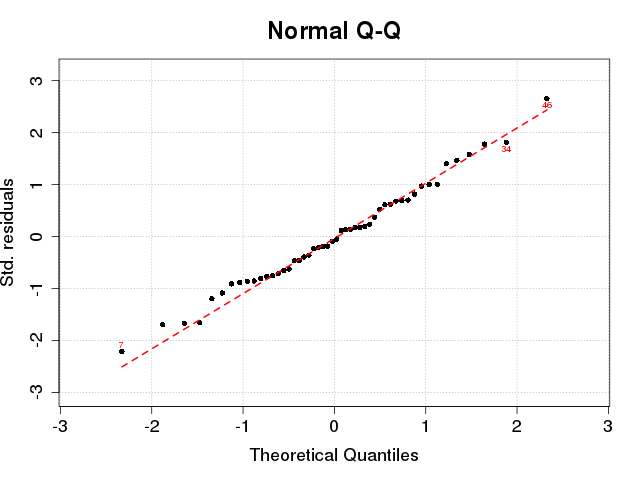 Normal Q-Q
3
2
1
0
-1
-2
-3
Std. residuals
46
34
7
-3 -2 -1 0 1 2 3
Theoretical Quantiles